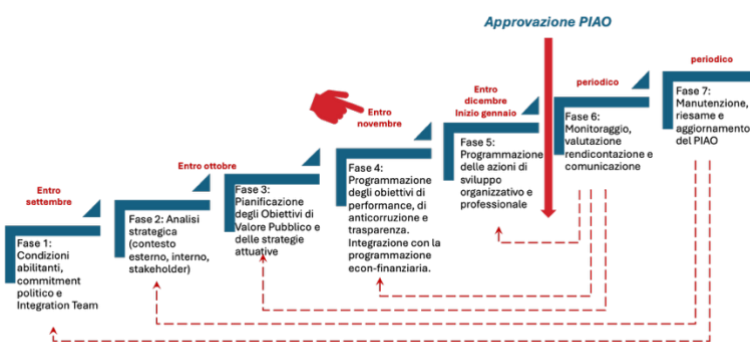 Approvazione PIAO
Entro
settembre
Fase 1:
Condizioni
abilitanti,
commitment
politico e
Integration Team
Fase 2: Analisi
strategica
(contesto
esterno, interno,
stakeholder)
Entro ottobre
Fase 3:
Pianificazione
degli Obiettivi di
Valore Pubblico e
delle strategie
attuative
Entro
novembre
Fase 4:
Programmazione
degli obiettivi di
performance, di
anticorruzione e
trasparenza.
Integrazione con la
programmazione
econ-finanziaria.
Entro
dicembre
Inizio gennaio
Fase 5:
Programmazione
delle azioni di
sviluppo
organizzativo e
professionale
periodico
Fase 6:
Monitoraggio,
valutazione
rendicontazione e
comunicazione
periodico
Fase 7:
Manutenzione,
riesame e
aggiornamento
del PIAO